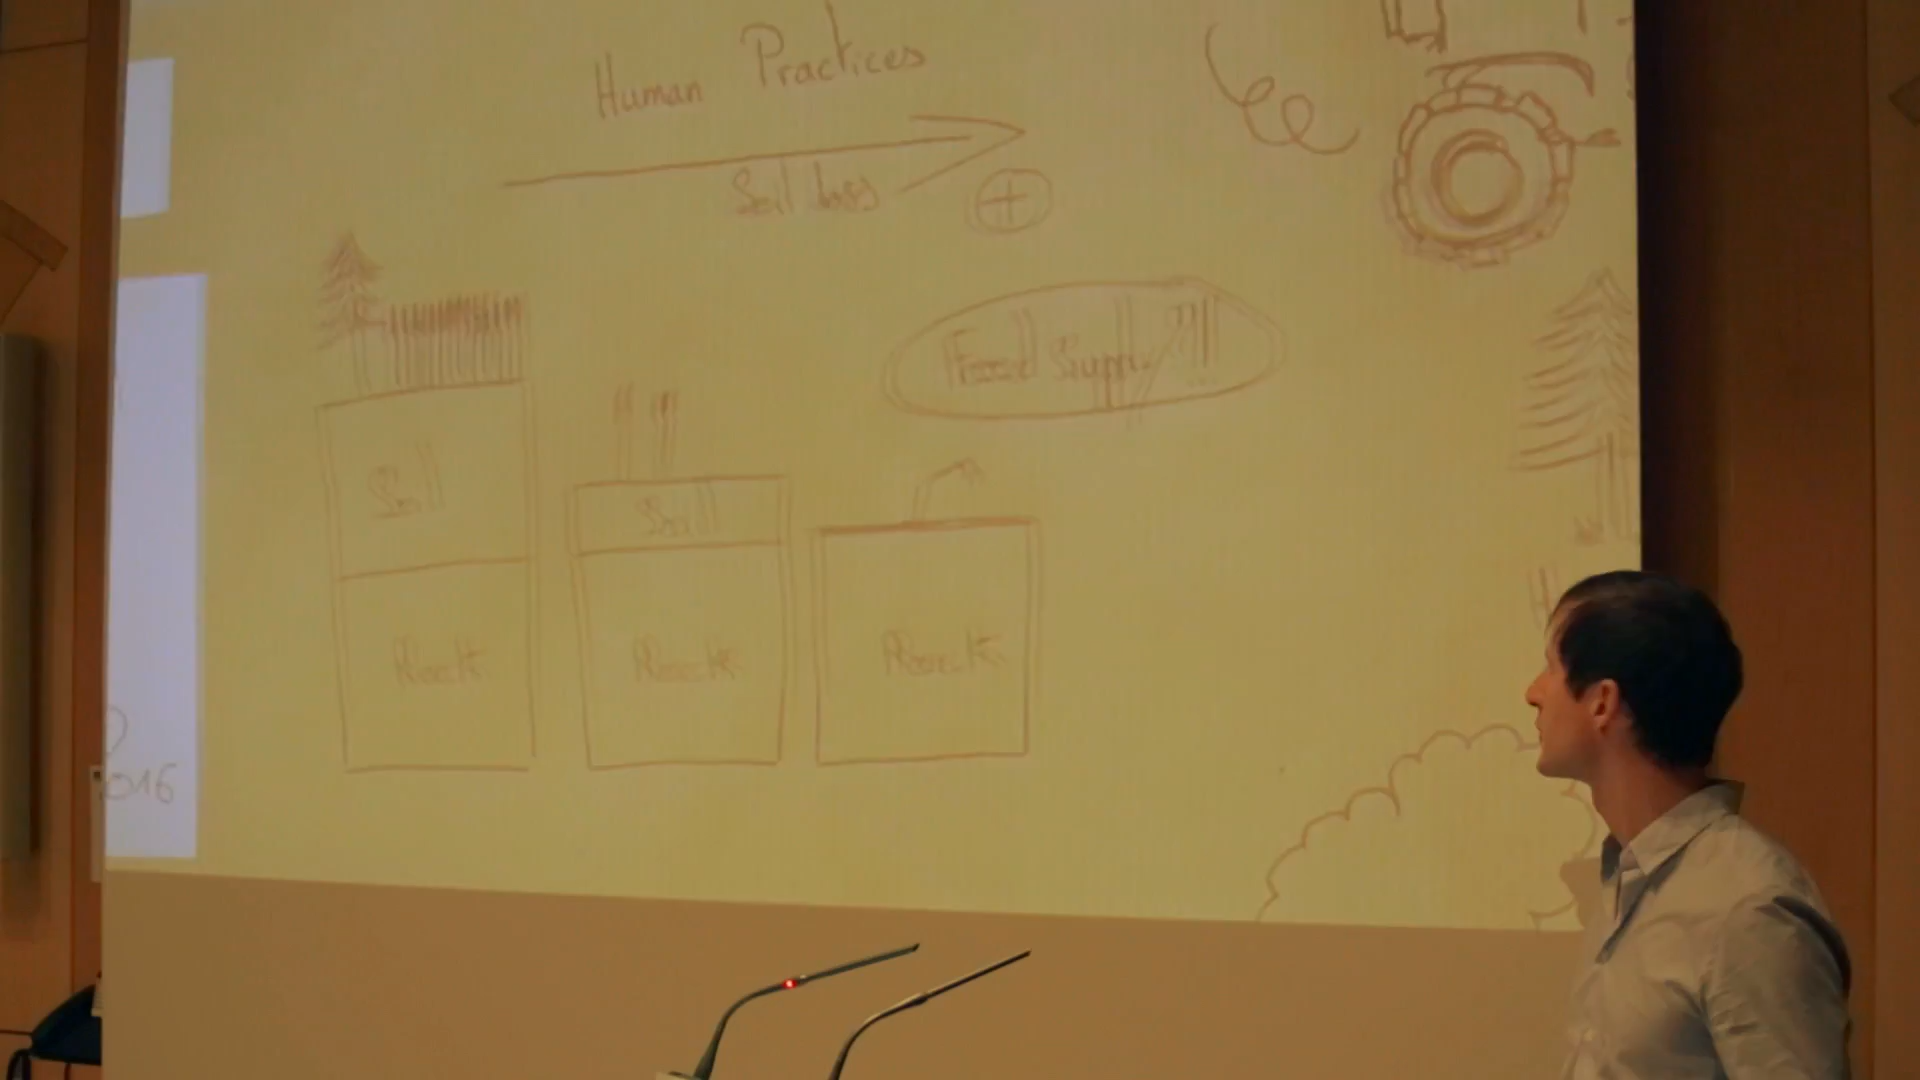 Human Practices
Soil loss
+
Food Supply !!!
Soil
Soil
Rock
Rock
Rock
2016